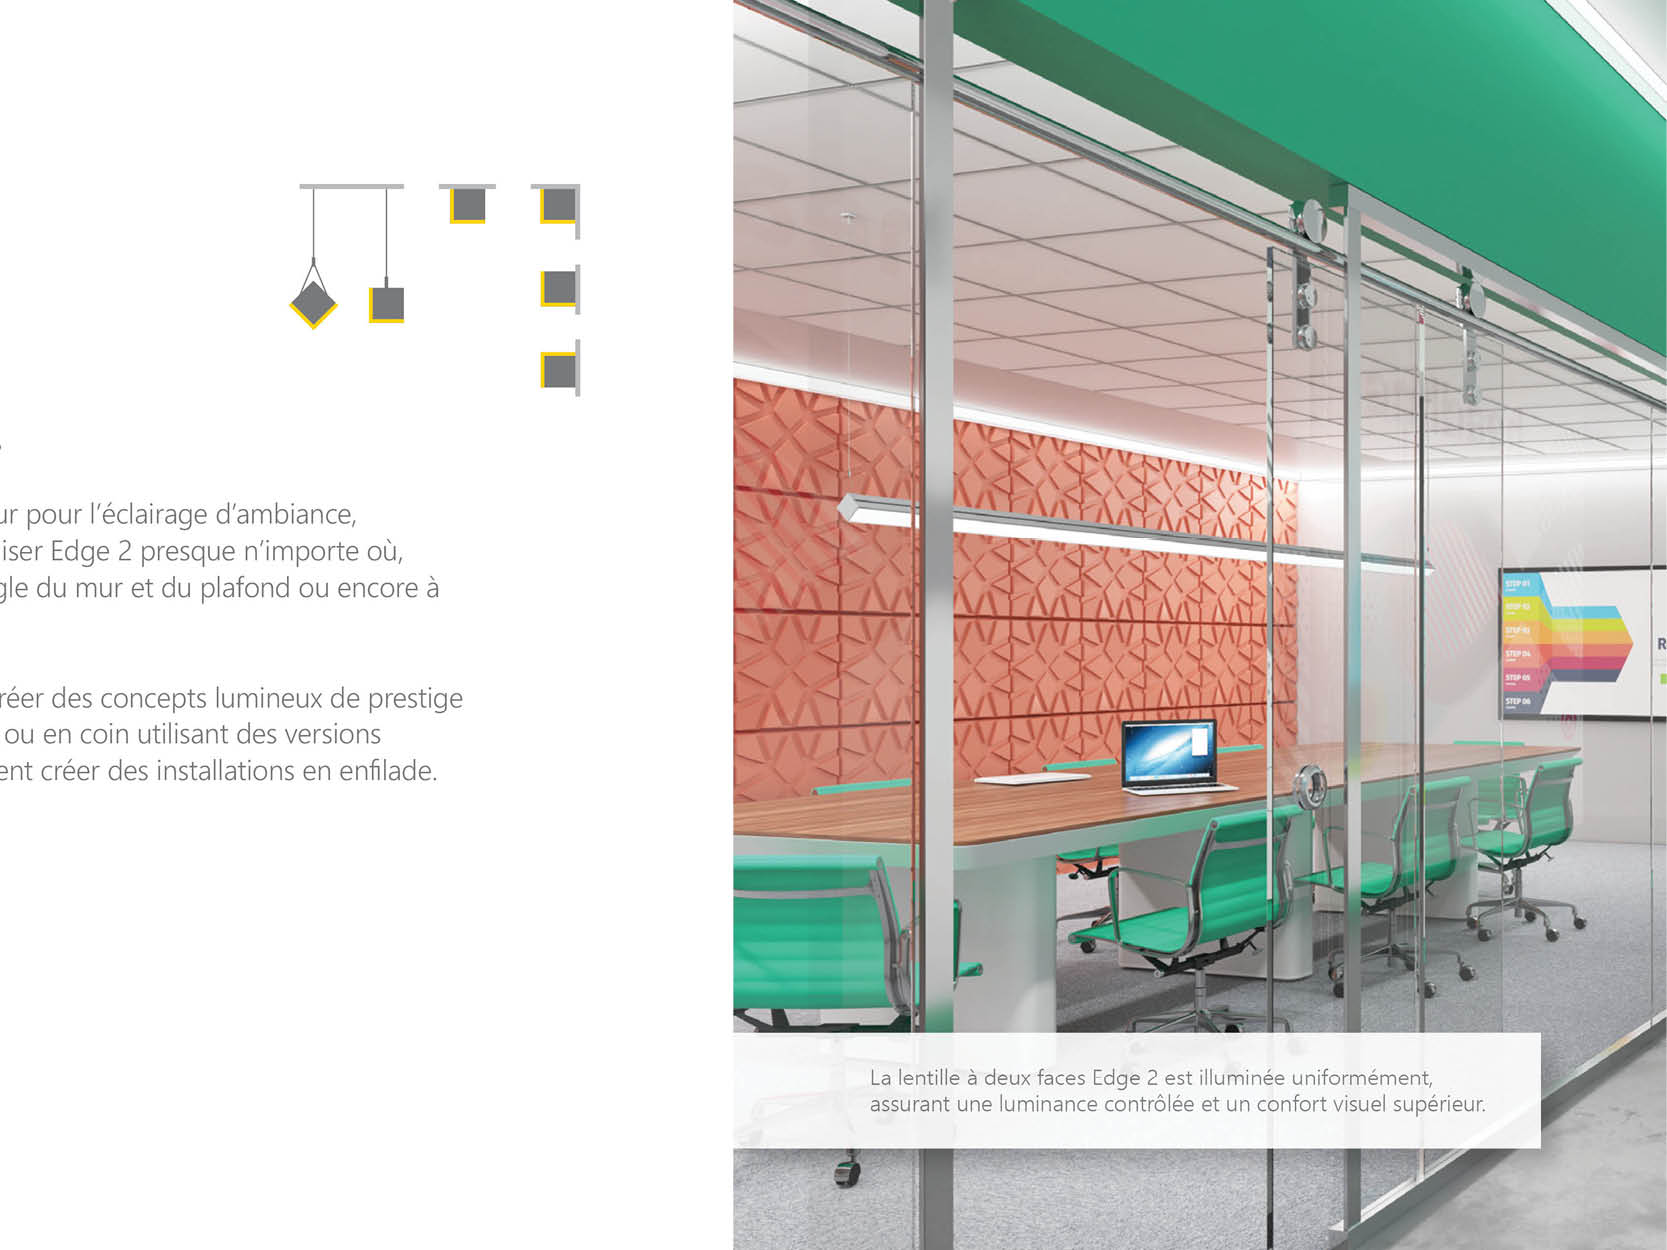 ur pour l’éclairage d’ambiance,
iser Edge 2 presque n’importe où,
gle du mur et du plafond ou encore à
réer des concepts lumineux de prestige
ou en coin utilisant des versions
ent créer des installations en enfilade.
STEP 01
STEP 02
STEP 03
STEP 04
STEP 05
STEP 06
R
La lentille à deux faces Edge 2 est illuminée uniformément,
assurant une luminance contrôlée et un confort visuel supérieur.